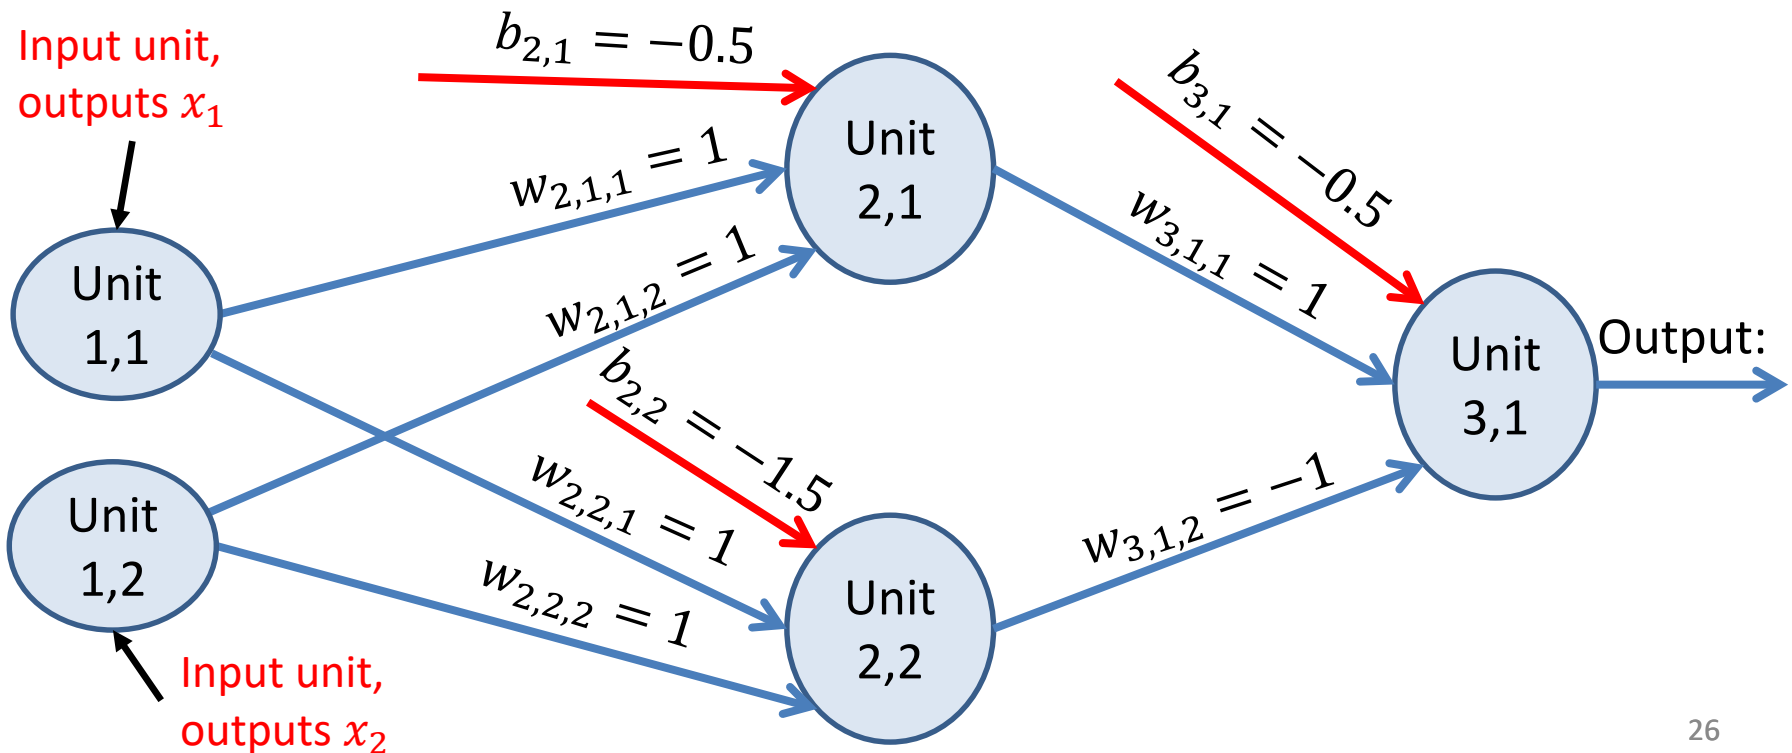 Input unit,
outputs x₁
b₂,₁ = −0.5
b₃,₁ = −0.5
Unit
2,1
w₂,₁,₁ = 1
w₃,₁,₁ = 1
Unit
1,1
w₂,₁,₂ = 1
Output:
Unit
3,1
b₂,₂ = −1.5
w₂,₂,₁ = 1
w₃,₁,₂ = −1
Unit
1,2
w₂,₂,₂ = 1
Unit
2,2
Input unit,
outputs x₂
26